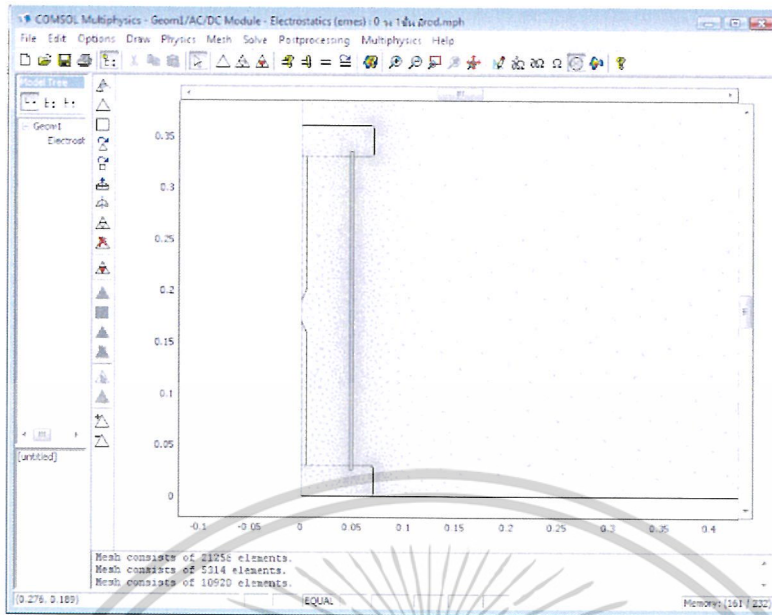 COMSOL Multiphysics - Geom1/AC/DC Module - Electrostatics (emes) : 0
File Edit Options Draw Physics Mesh Solve Postprocessing Multiphysics Help
Model Tree
Geom1
Electrost
0.35
0.3
0.25
0.2
0.15
0.1
0.05
0
-0.1 -0.05 0 0.05 0.1 0.15 0.2 0.25 0.3 0.35 0.4
[untitled]
Mesh consists of 21256 elements.
Mesh consists of 5314 elements.
Mesh consists of 10920 elements.
(0.276, 0.189) EQUAL Memory: (161 / 232)